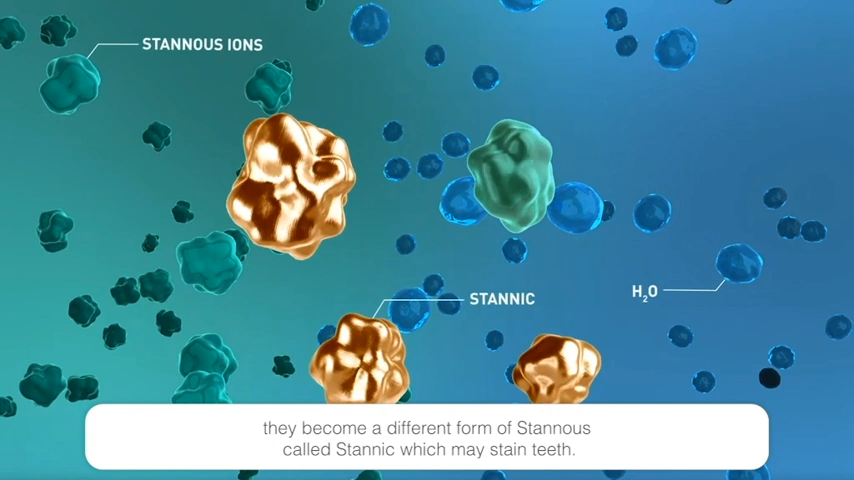 STANNOUS IONS
STANNIC
H₂O
they become a different form of Stannous
called Stannic which may stain teeth.